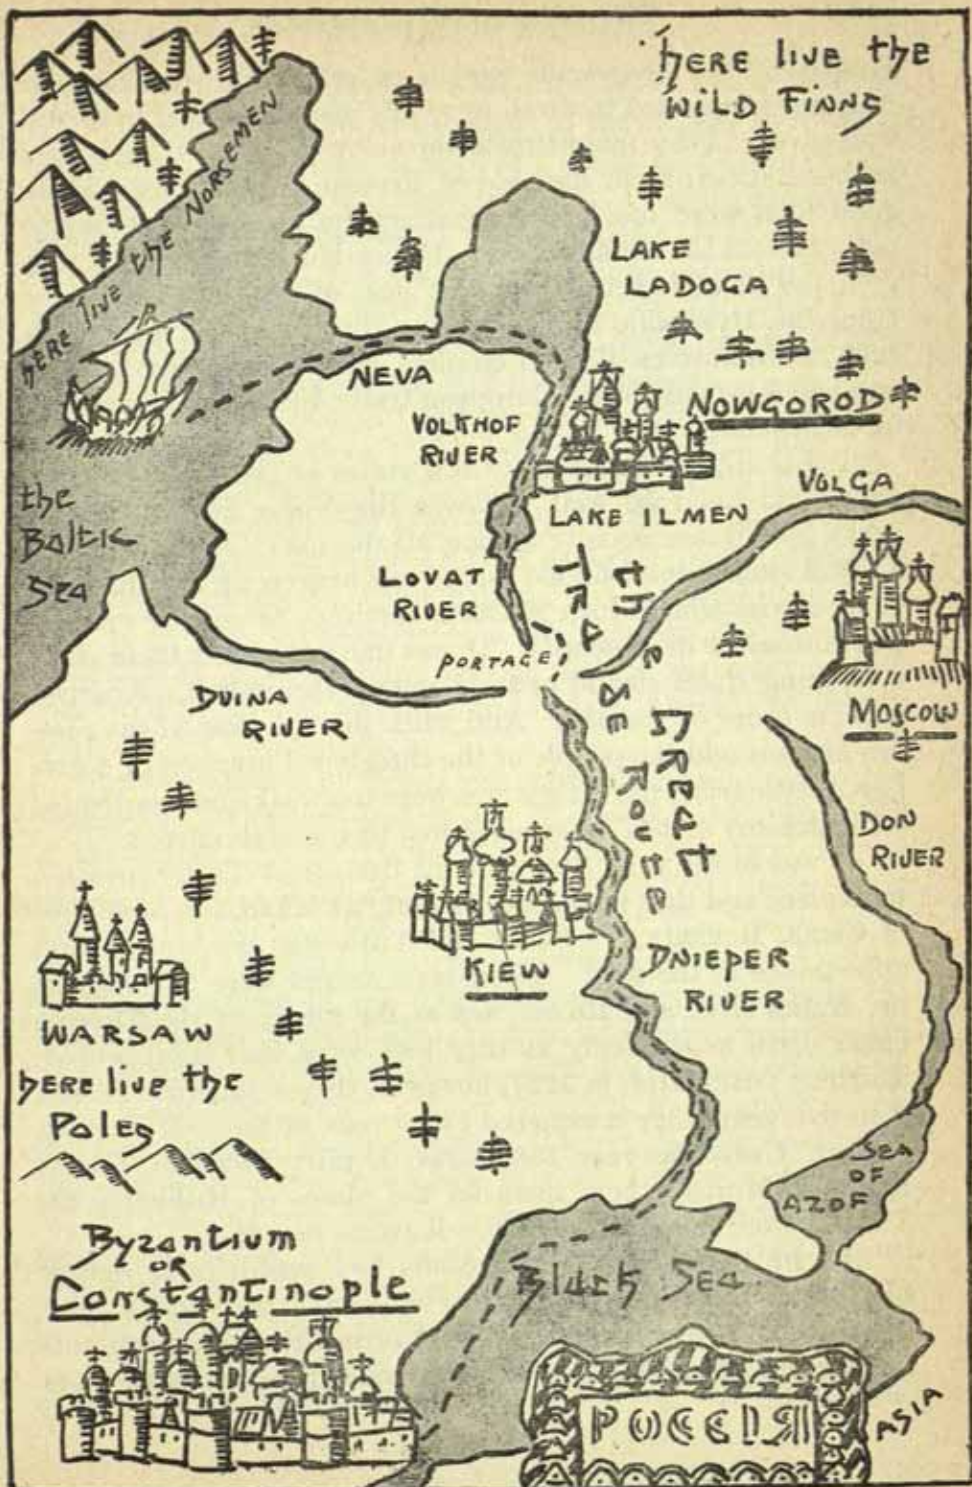 here live the
Wild Finns
here live the Norsemen
LAKE
LADOGA
NEVA
VOLKHOF
RIVER
NOWGOROD
VOLGA
LAKE ILMEN
the
Baltic
Sea
LOVAT
RIVER
PORTAGE
the GREAT
TRADE ROUTE
DUINA
RIVER
MOSCOW
DON
RIVER
KIEW
DNIEPER
RIVER
WARSAW
here live the
Poles
SEA
OF
AZOF
Byzantium
OR
Constantinople
Black Sea
ASIA
РОССІЯ